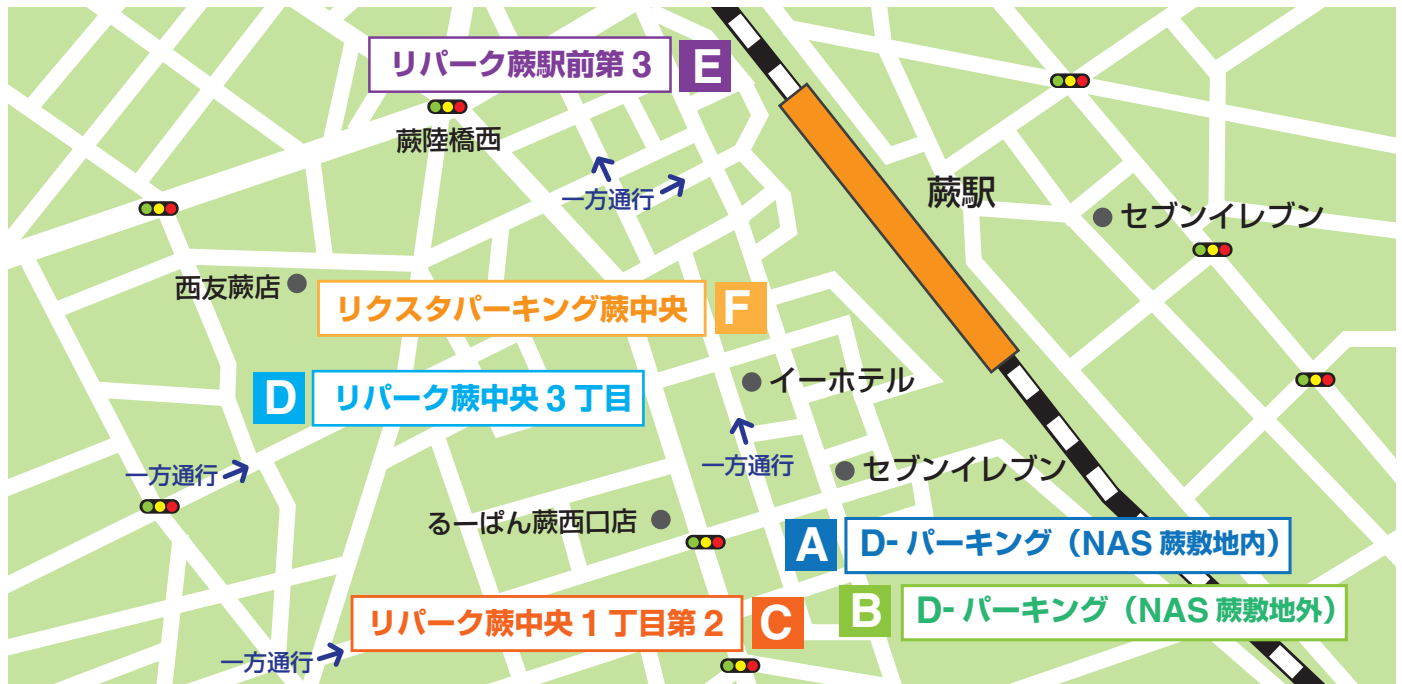 リパーク蕨駅前第3 E
蕨陸橋西
一方通行
蕨駅
セブンイレブン
西友蕨店
リクスタパーキング蕨中央 F
D リパーク蕨中央3丁目
イーホテル
一方通行
一方通行
セブンイレブン
るーぱん蕨西口店
A D-パーキング（NAS蕨敷地内）
B D-パーキング（NAS蕨敷地外）
リパーク蕨中央1丁目第2 C
一方通行